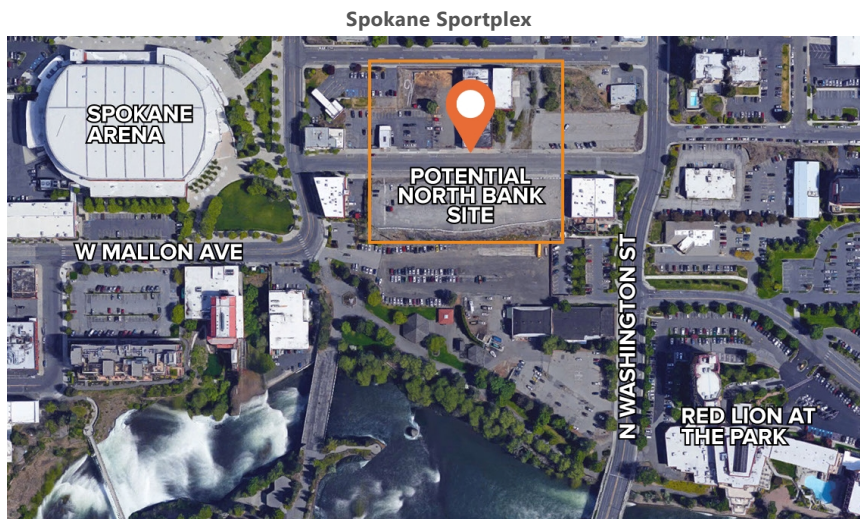 Spokane Sportplex
SPOKANE
ARENA
POTENTIAL
NORTH BANK
SITE
W MALLON AVE
N WASHINGTON ST
RED LION AT
THE PARK